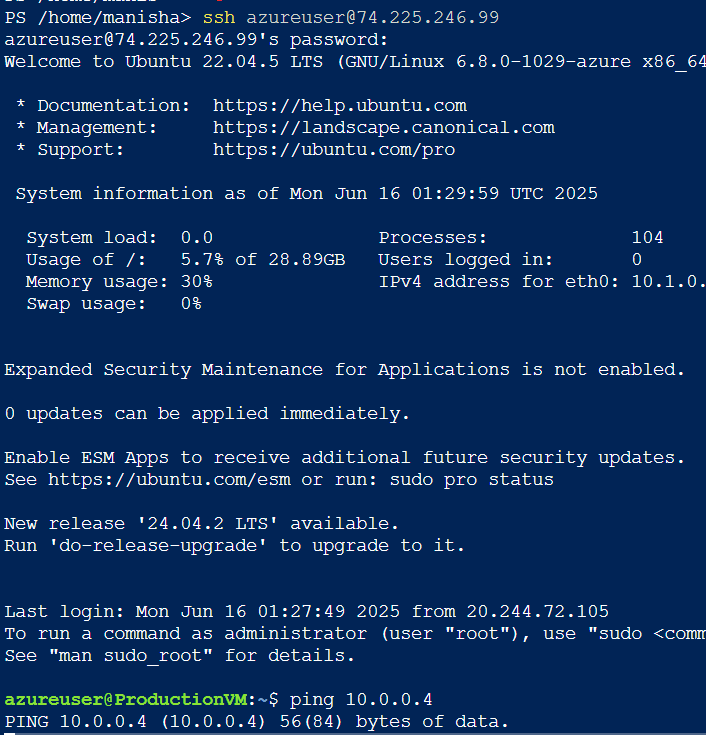 PS /home/manisha> ssh azureuser@74.225.246.99
azureuser@74.225.246.99's password:
Welcome to Ubuntu 22.04.5 LTS (GNU/Linux 6.8.0-1029-azure x86_64
* Documentation: https://help.ubuntu.com
* Management: https://landscape.canonical.com
* Support: https://ubuntu.com/pro
System information as of Mon Jun 16 01:29:59 UTC 2025
System load: 0.0 Processes: 104
Usage of /: 5.7% of 28.89GB Users logged in: 0
Memory usage: 30% IPv4 address for eth0: 10.1.0.
Swap usage: 0%
Expanded Security Maintenance for Applications is not enabled.
0 updates can be applied immediately.
Enable ESM Apps to receive additional future security updates.
See https://ubuntu.com/esm or run: sudo pro status
New release '24.04.2 LTS' available.
Run 'do-release-upgrade' to upgrade to it.
Last login: Mon Jun 16 01:27:49 2025 from 20.244.72.105
To run a command as administrator (user "root"), use "sudo <comm
See "man sudo_root" for details.
azureuser@ProductionVM:~$ ping 10.0.0.4
PING 10.0.0.4 (10.0.0.4) 56(84) bytes of data.